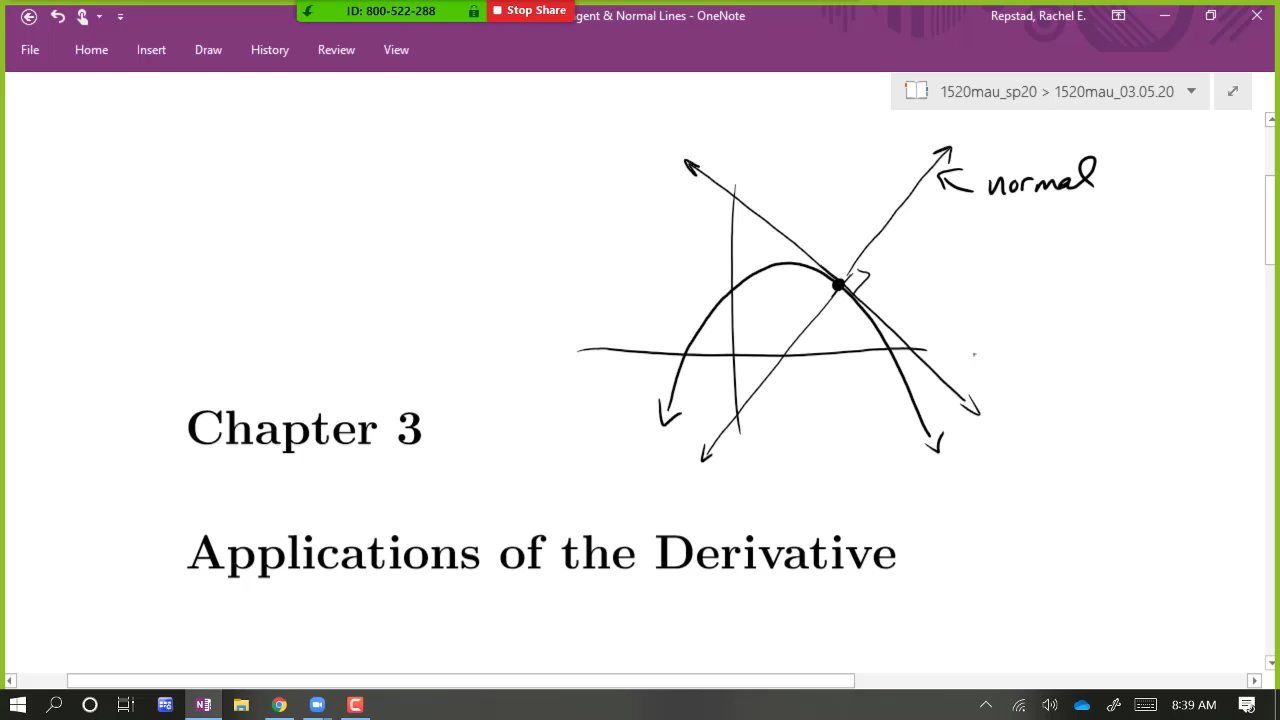 ID: 800-522-288
Stop Share
gent & Normal Lines - OneNote
Repstad, Rachel E.
File
Home
Insert
Draw
History
Review
View
1520mau_sp20 > 1520mau_03.05.20
normal
Chapter 3
Applications of the Derivative
8:39 AM